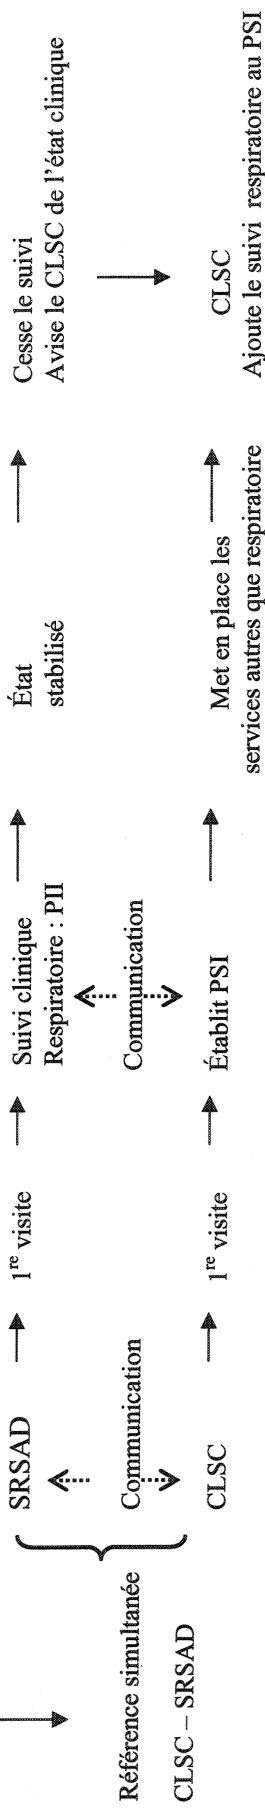 Référence simultanée
CLSC – SRSAD
SRSAD
Communication
CLSC
1re visite
1re visite
Suivi clinique
Respiratoire : PII
Communication
Établit PSI
État
stabilisé
Met en place les
services autres que respiratoire
Cesse le suivi
Avise le CLSC de l'état clinique
CLSC
Ajoute le suivi respiratoire au PSI